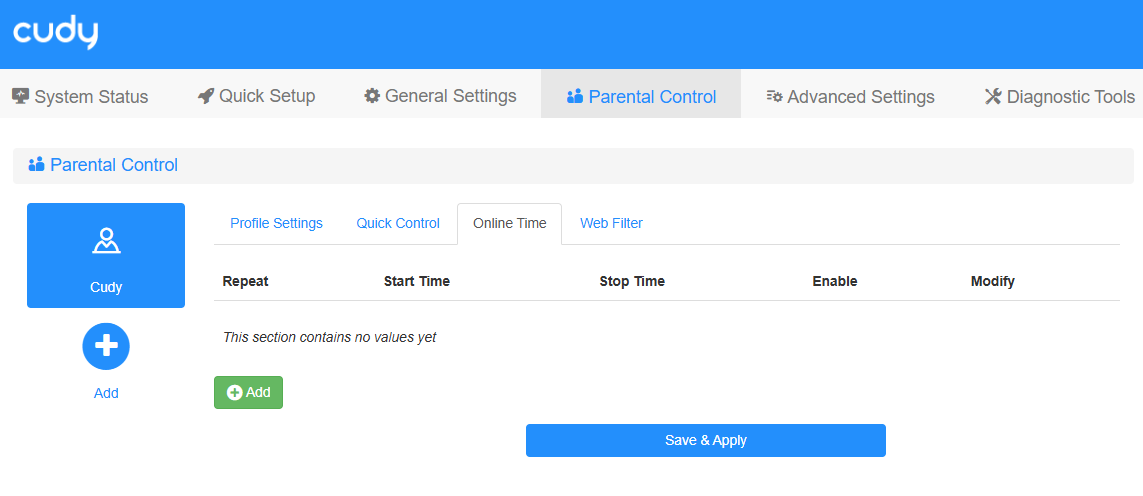 cudy
System Status Quick Setup General Settings Parental Control Advanced Settings Diagnostic Tools
Parental Control
Cudy
Add
Profile Settings Quick Control Online Time Web Filter
Repeat Start Time Stop Time Enable Modify
This section contains no values yet
Add
Save & Apply